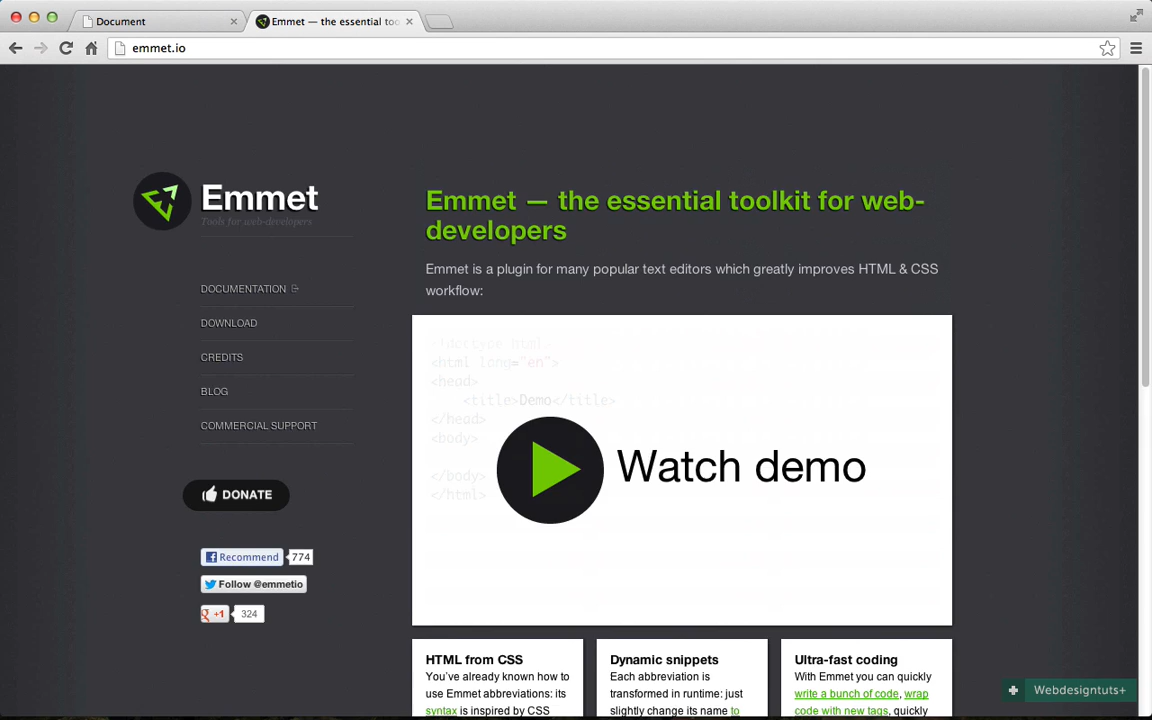 Document
Emmet — the essential too
emmet.io
Emmet
Tools for web-developers
DOCUMENTATION
DOWNLOAD
CREDITS
BLOG
COMMERCIAL SUPPORT
DONATE
Recommend 774
Follow @emmetio
+1 324
Emmet — the essential toolkit for web-
developers
Emmet is a plugin for many popular text editors which greatly improves HTML & CSS
workflow:
<!doctype html>
<html lang="en">
<head>
<title>Demo</title>
</head>
<body>
</body>
</html>
Watch demo
HTML from CSS
You've already known how to
use Emmet abbreviations: its
syntax is inspired by CSS
Dynamic snippets
Each abbreviation is
transformed in runtime: just
slightly change its name to
Ultra-fast coding
With Emmet you can quickly
write a bunch of code, wrap
code with new tags, quickly
Webdesigntuts+